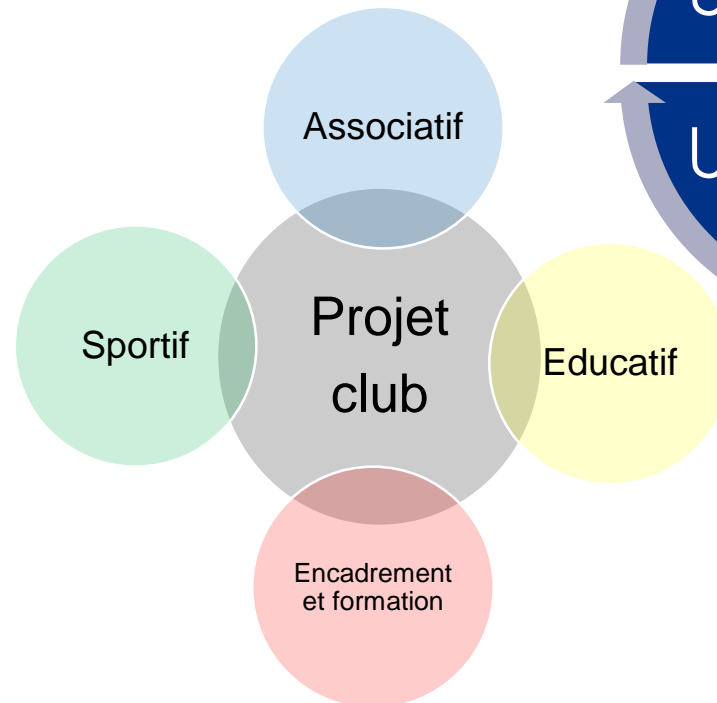 Associatif
Projet
club
Sportif
Educatif
Encadrement
et formation